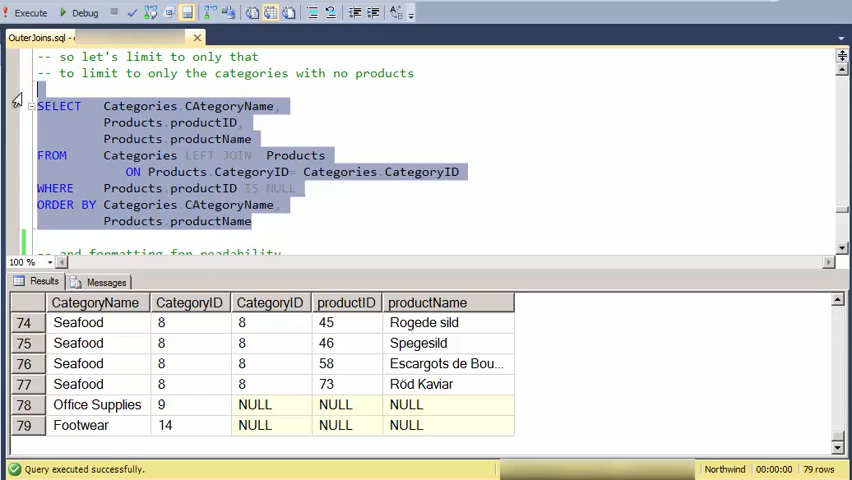 Execute Debug
OuterJoins.sql -
-- so let's limit to only that
-- to limit to only the categories with no products
SELECT Categories.CAtegoryName,
Products.productID,
Products.productName
FROM Categories LEFT JOIN Products
ON Products.CategoryID= Categories.CategoryID
WHERE Products.productID IS NULL
ORDER BY Categories.CAtegoryName,
Products.productName
-- and formatting for readability
100 %
Results Messages
CategoryName CategoryID CategoryID productID productName
74 Seafood 8 8 45 Rogede sild
75 Seafood 8 8 46 Spegesild
76 Seafood 8 8 58 Escargots de Bou...
77 Seafood 8 8 73 Röd Kaviar
78 Office Supplies 9 NULL NULL NULL
79 Footwear 14 NULL NULL NULL
Query executed successfully. Northwind 00:00:00 79 rows